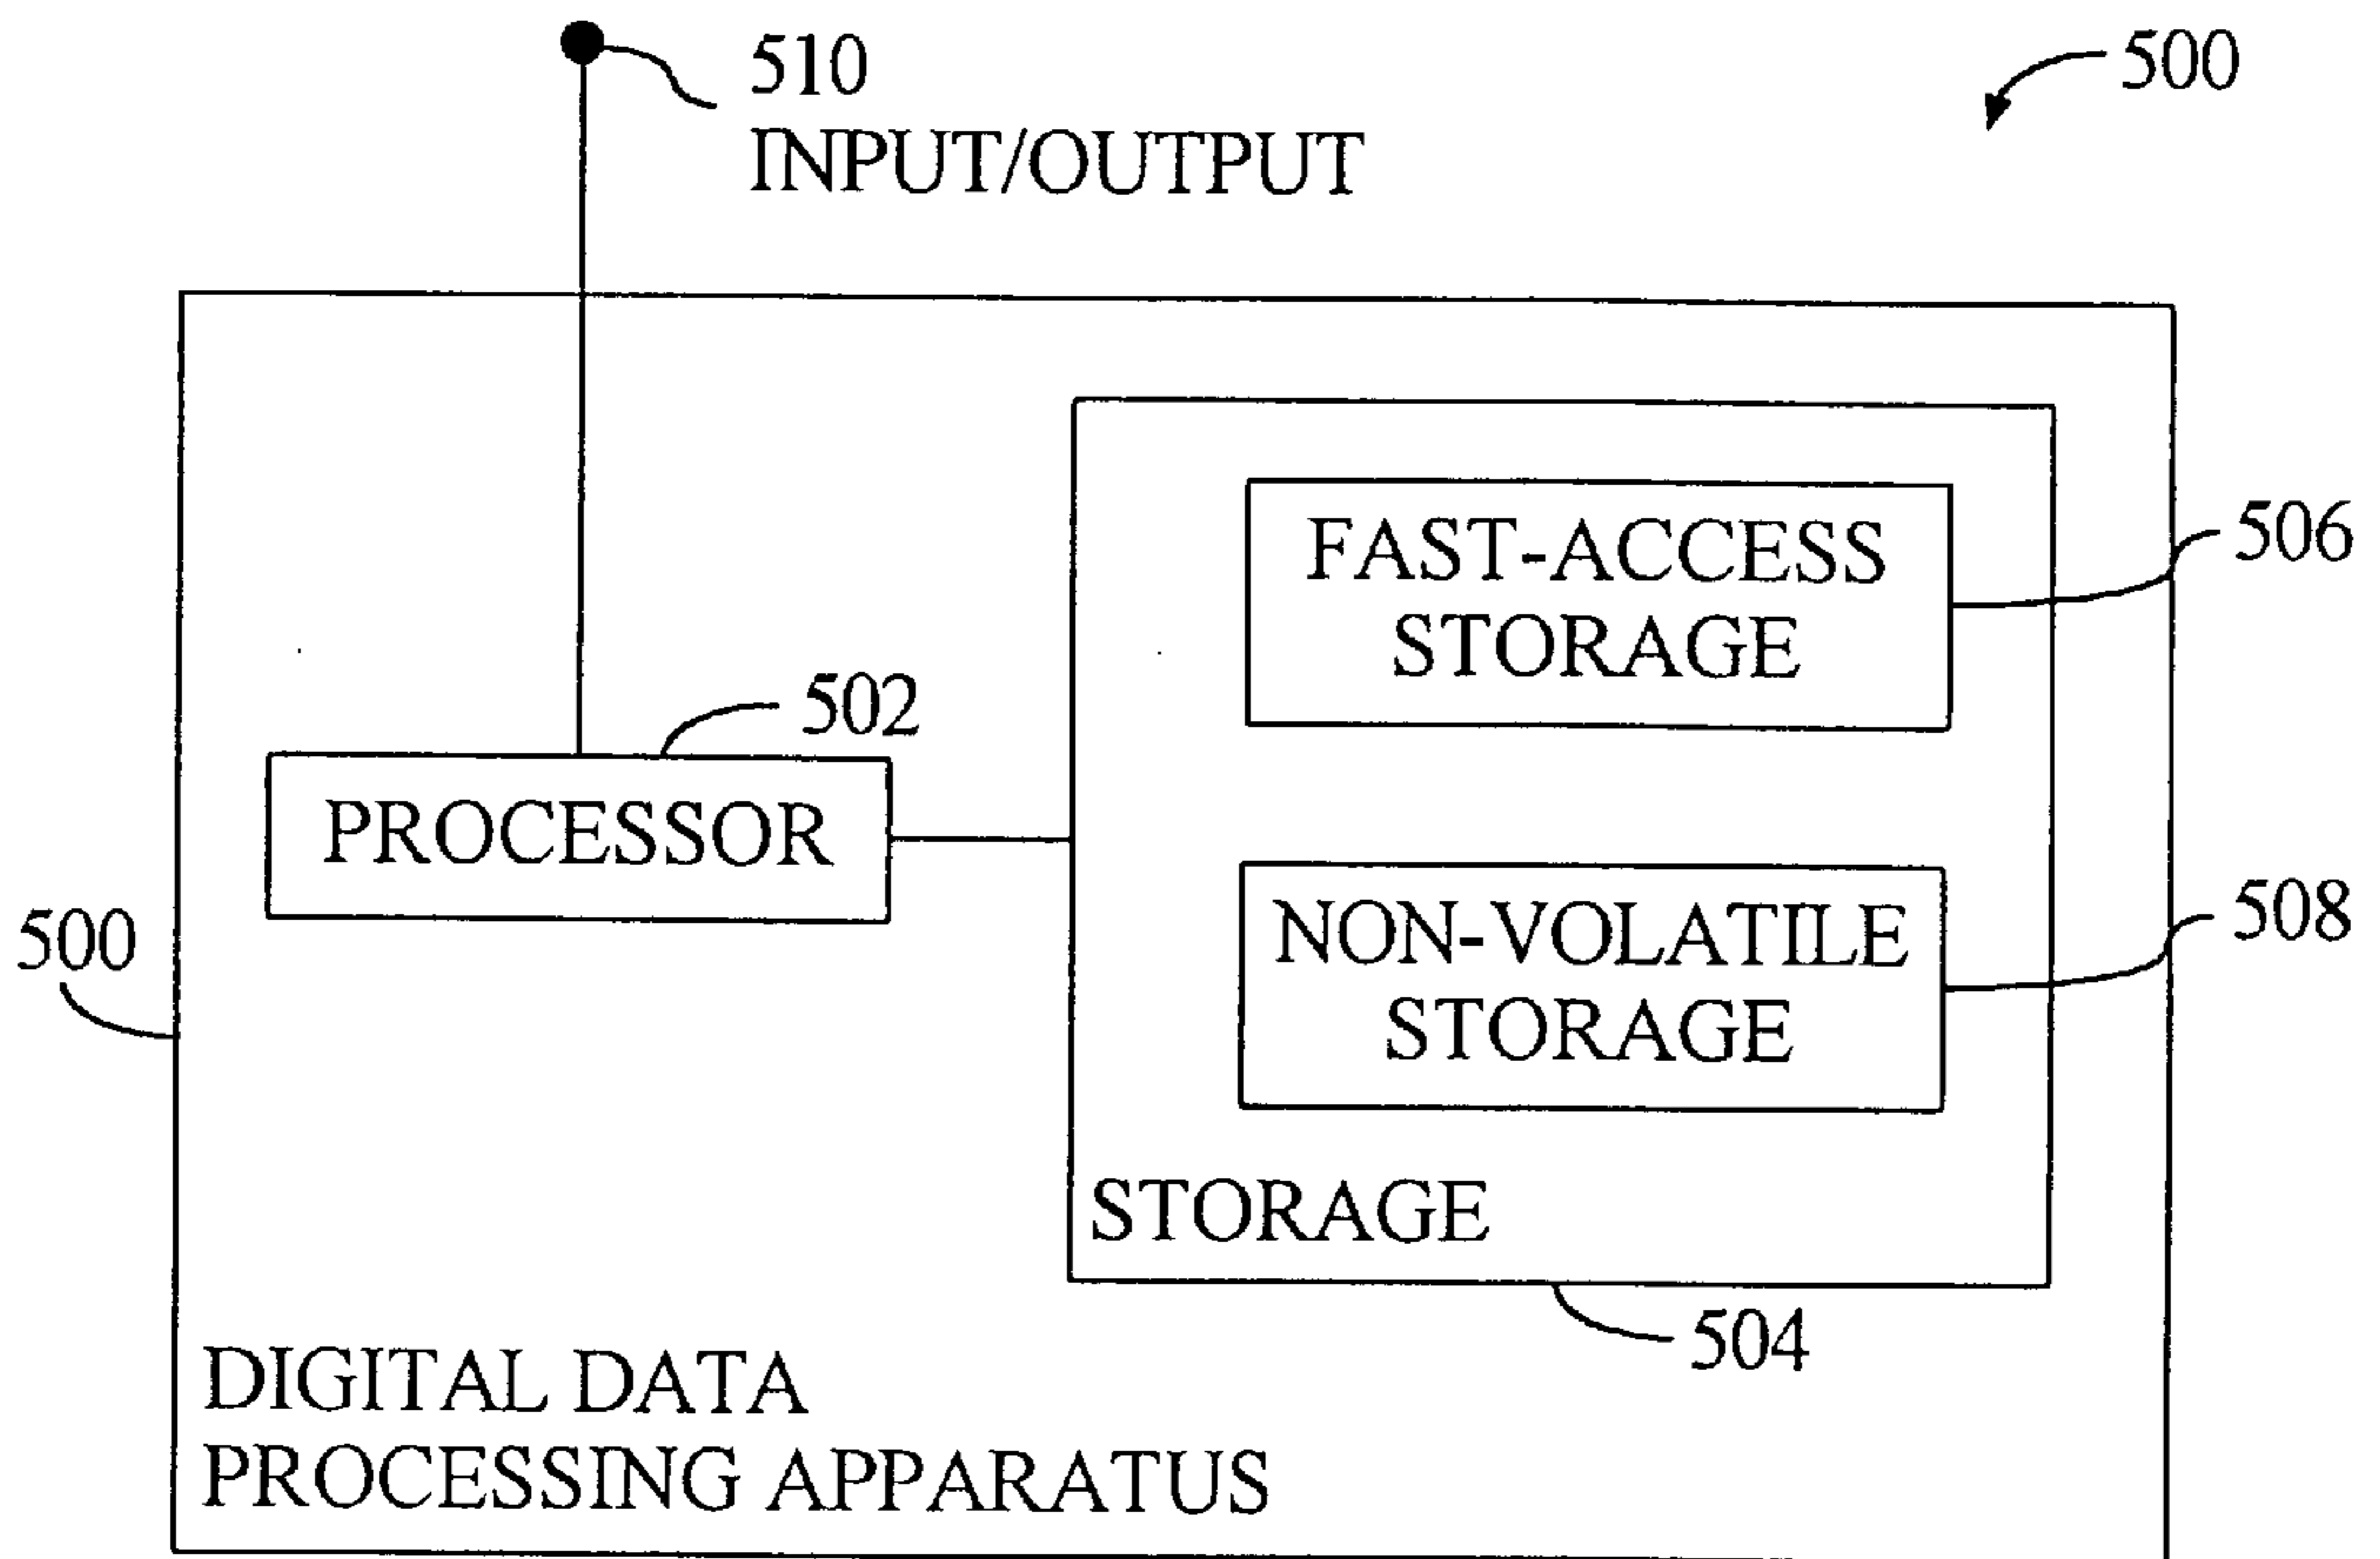 510
INPUT/OUTPUT
500
FAST-ACCESS
STORAGE
506
502
PROCESSOR
500
NON-VOLATILE
STORAGE
508
STORAGE
504
DIGITAL DATA
PROCESSING APPARATUS